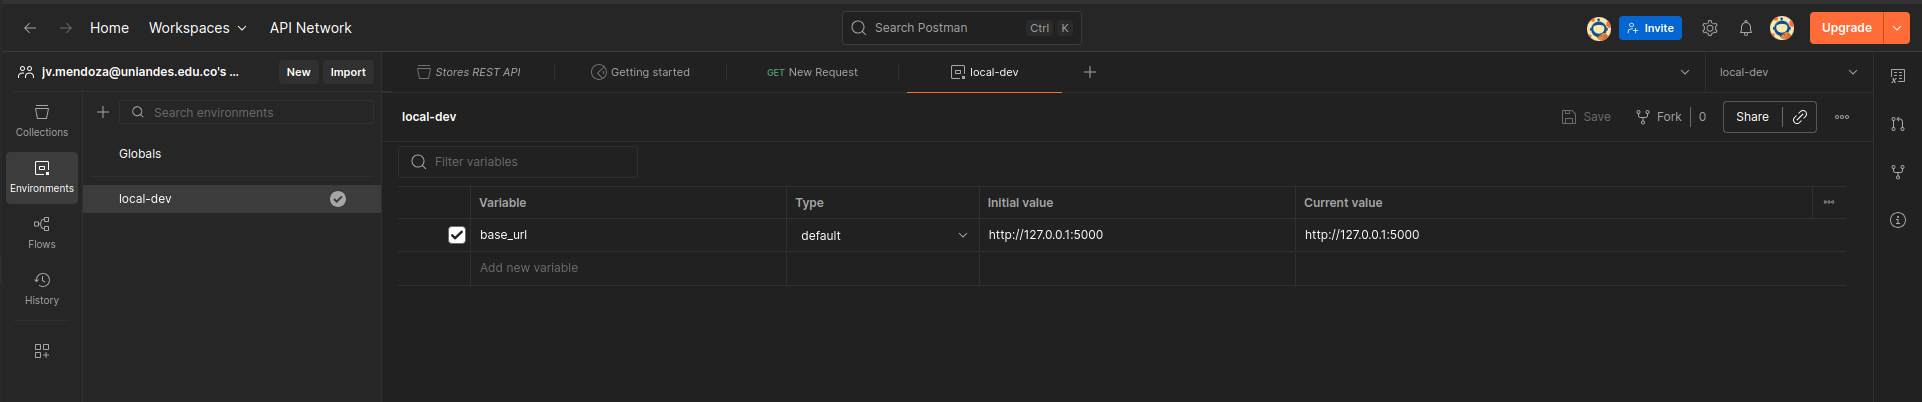 Home Workspaces API Network Search Postman Ctrl K Invite Upgrade
jv.mendoza@uniandes.edu.co's ... New Import Stores REST API Getting started GET New Request local-dev local-dev
Collections
Search environments
local-dev Save Fork 0 Share
Globals
Filter variables
Environments
local-dev
Variable Type Initial value Current value
base_url default http://127.0.0.1:5000 http://127.0.0.1:5000
Flows
Add new variable
History